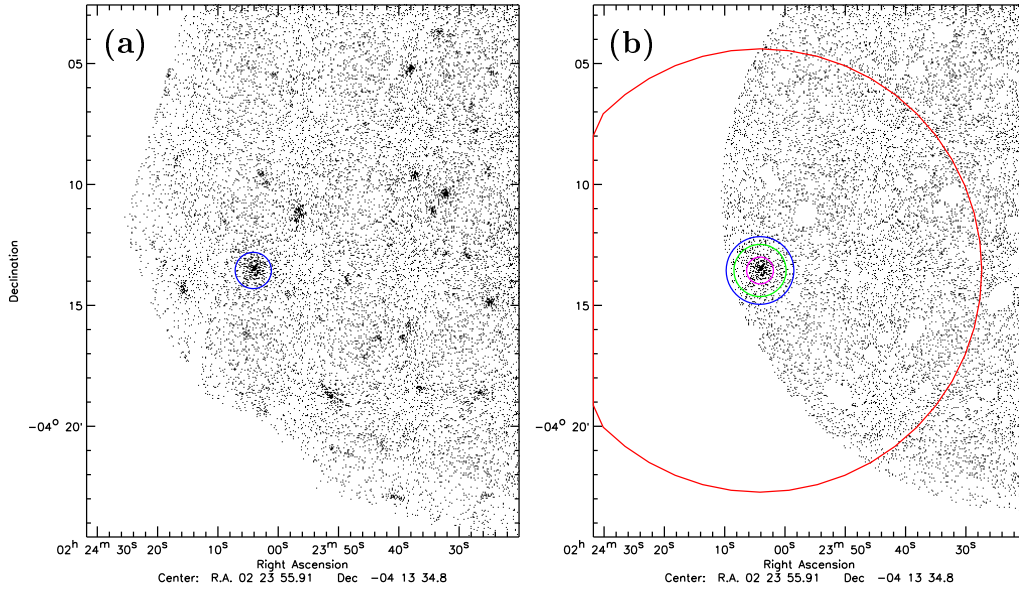 (a)
05
10
15
−04° 20'
Declination
02ʰ 24ᵐ 30ˢ 20ˢ 10ˢ 00ˢ 23ᵐ 50ˢ 40ˢ 30ˢ
Right Ascension
Center: R.A. 02 23 55.91 Dec −04 13 34.8
(b)
05
10
15
−04° 20'
02ʰ 24ᵐ 30ˢ 20ˢ 10ˢ 00ˢ 23ᵐ 50ˢ 40ˢ 30ˢ
Right Ascension
Center: R.A. 02 23 55.91 Dec −04 13 34.8